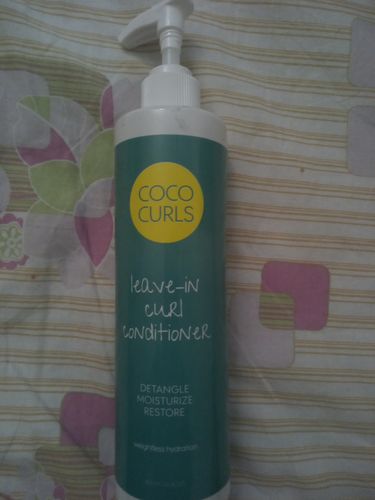 COCO
CURLS
leave-in
curl
conditioner
DETANGLE
MOISTURIZE
RESTORE
weightless hydration